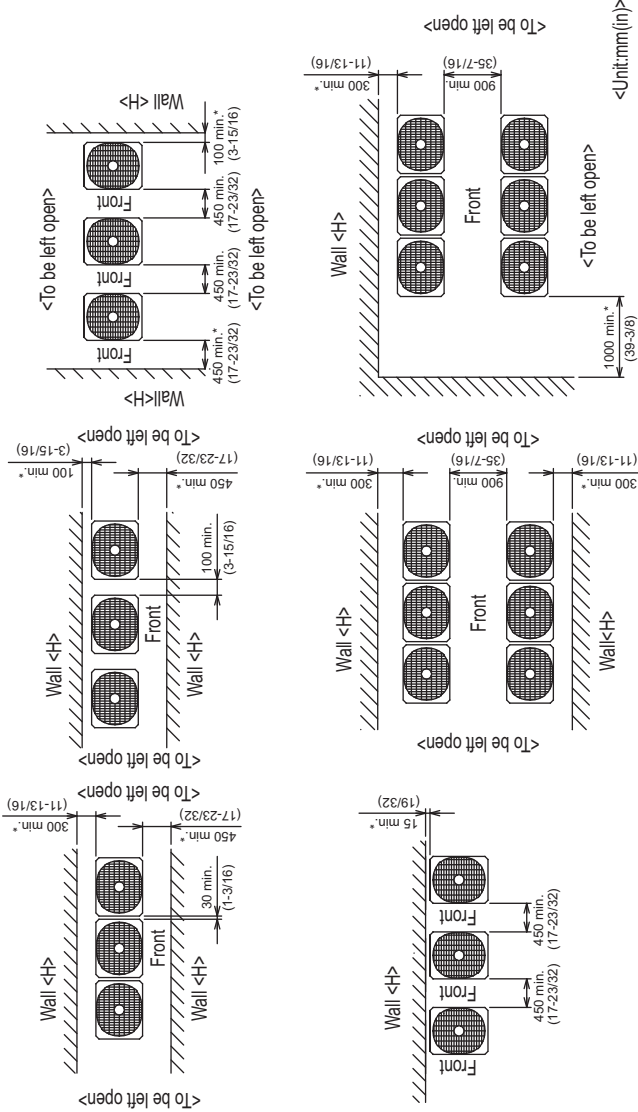 <To be left open>
Wall <H>
300 min.*
(11-13/16)
450 min.*
(17-23/32)
30 min.
(1-3/16)
Front
Wall <H>
<To be left open>
<To be left open>
Wall <H>
100 min.*
(3-15/16)
450 min.*
(17-23/32)
100 min.
(3-15/16)
Front
Wall <H>
<To be left open>
<To be left open>
Wall<H>
Wall <H>
Front
Front
Front
450 min.*
(17-23/32)
450 min.
(17-23/32)
450 min.
(17-23/32)
100 min.*
(3-15/16)
<To be left open>
Wall <H>
15 min.*
(19/32)
Front
Front
Front
450 min.
(17-23/32)
450 min.
(17-23/32)
<To be left open>
Wall <H>
300 min.*
(11-13/16)
900 min.
(35-7/16)
300 min.*
(11-13/16)
Front
Wall<H>
<To be left open>
Wall <H>
300 min.*
(11-13/16)
900 min.
(35-7/16)
Front
<To be left open>
1000 min.*
(39-3/8)
<To be left open>
<Unit:mm(in)>